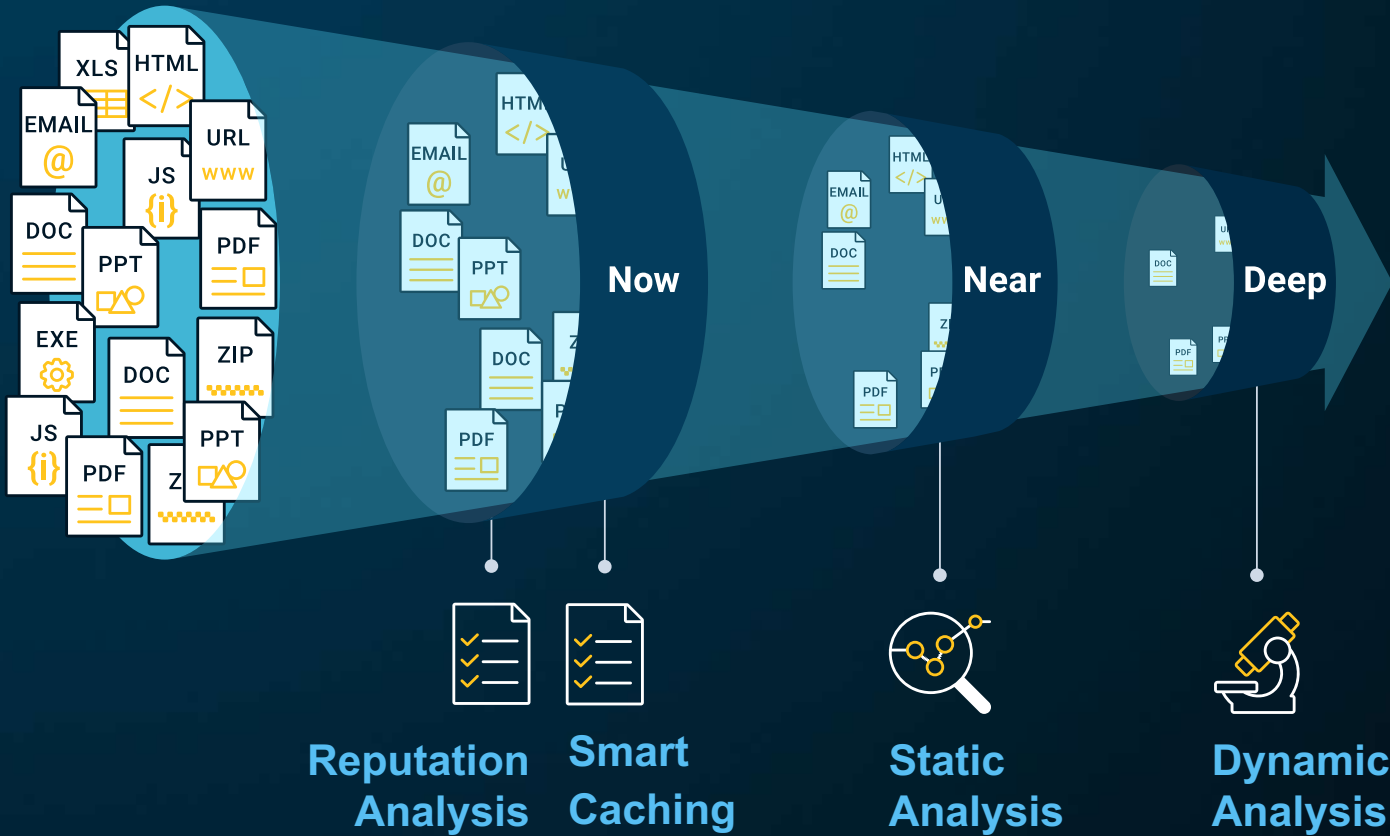 XLS
HTML
</>
EMAIL
@
URL
www
JS
{i}
DOC
PPT
PDF
EXE
DOC
ZIP
JS
{i}
PDF
PPT
HTM
</>
EMAIL
@
DOC
PPT
DOC
PDF
Now
HTML
</>
EMAIL
@
DOC
PDF
Near
DOC
PDF
Deep
Reputation
Analysis
Smart
Caching
Static
Analysis
Dynamic
Analysis